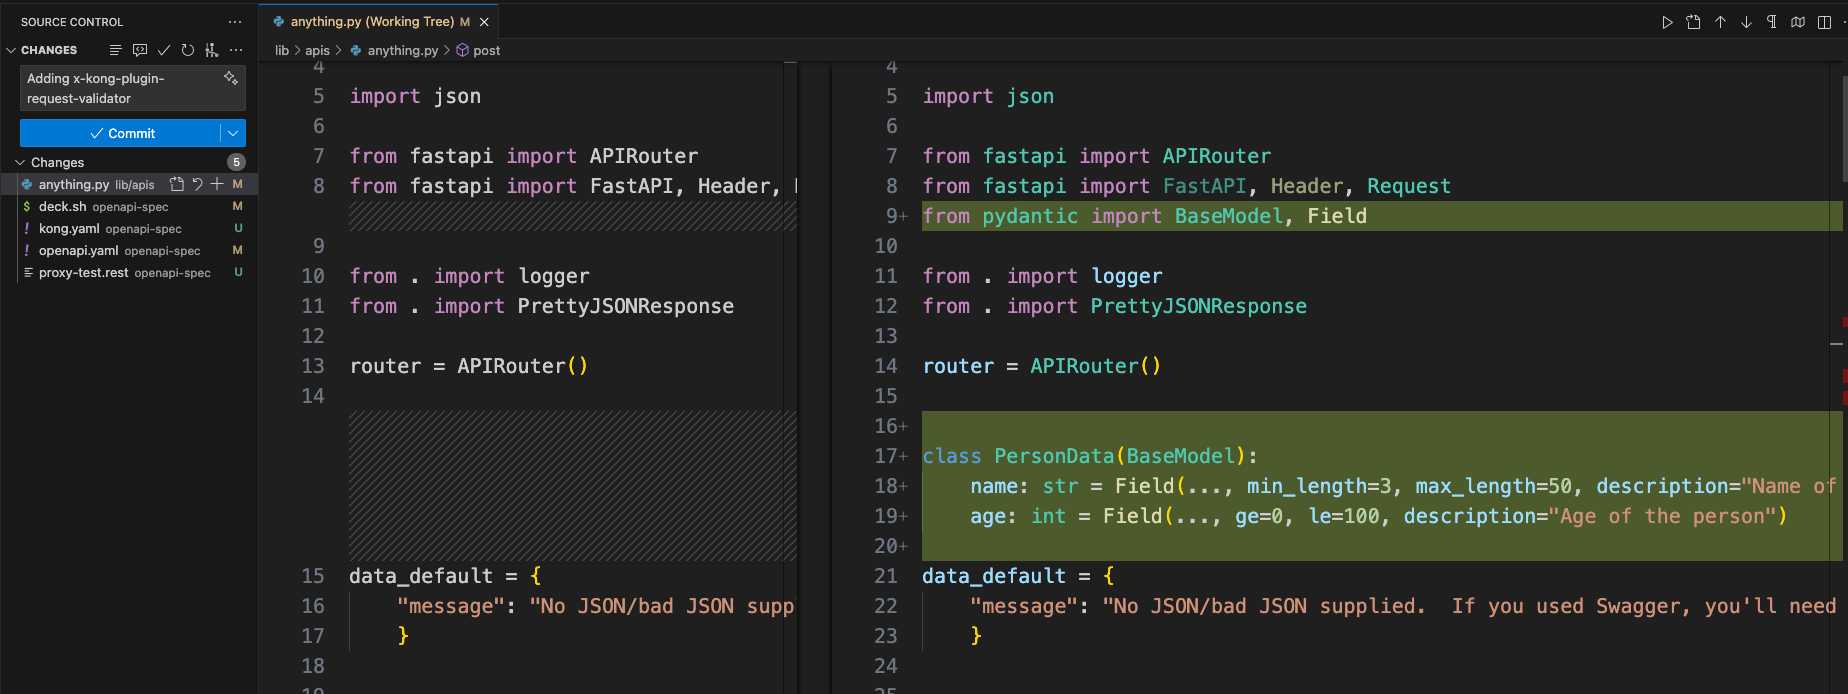 SOURCE CONTROL
CHANGES
Adding x-kong-plugin-
request-validator
Commit
Changes 5
anything.py lib/apis M
deck.sh openapi-spec M
kong.yaml openapi-spec U
openapi.yaml openapi-spec M
proxy-test.rest openapi-spec U
anything.py (Working Tree) M
lib > apis > anything.py > post
4
5 import json
6
7 from fastapi import APIRouter
8 from fastapi import FastAPI, Header,
9
10 from . import logger
11 from . import PrettyJSONResponse
12
13 router = APIRouter()
14
15 data_default = {
16 "message": "No JSON/bad JSON supp
17 }
18
4
5 import json
6
7 from fastapi import APIRouter
8 from fastapi import FastAPI, Header, Request
9+ from pydantic import BaseModel, Field
10
11 from . import logger
12 from . import PrettyJSONResponse
13
14 router = APIRouter()
15
16+
17+ class PersonData(BaseModel):
18+ name: str = Field(..., min_length=3, max_length=50, description="Name of
19+ age: int = Field(..., ge=0, le=100, description="Age of the person")
20+
21 data_default = {
22 "message": "No JSON/bad JSON supplied.  If you used Swagger, you'll need
23 }
24